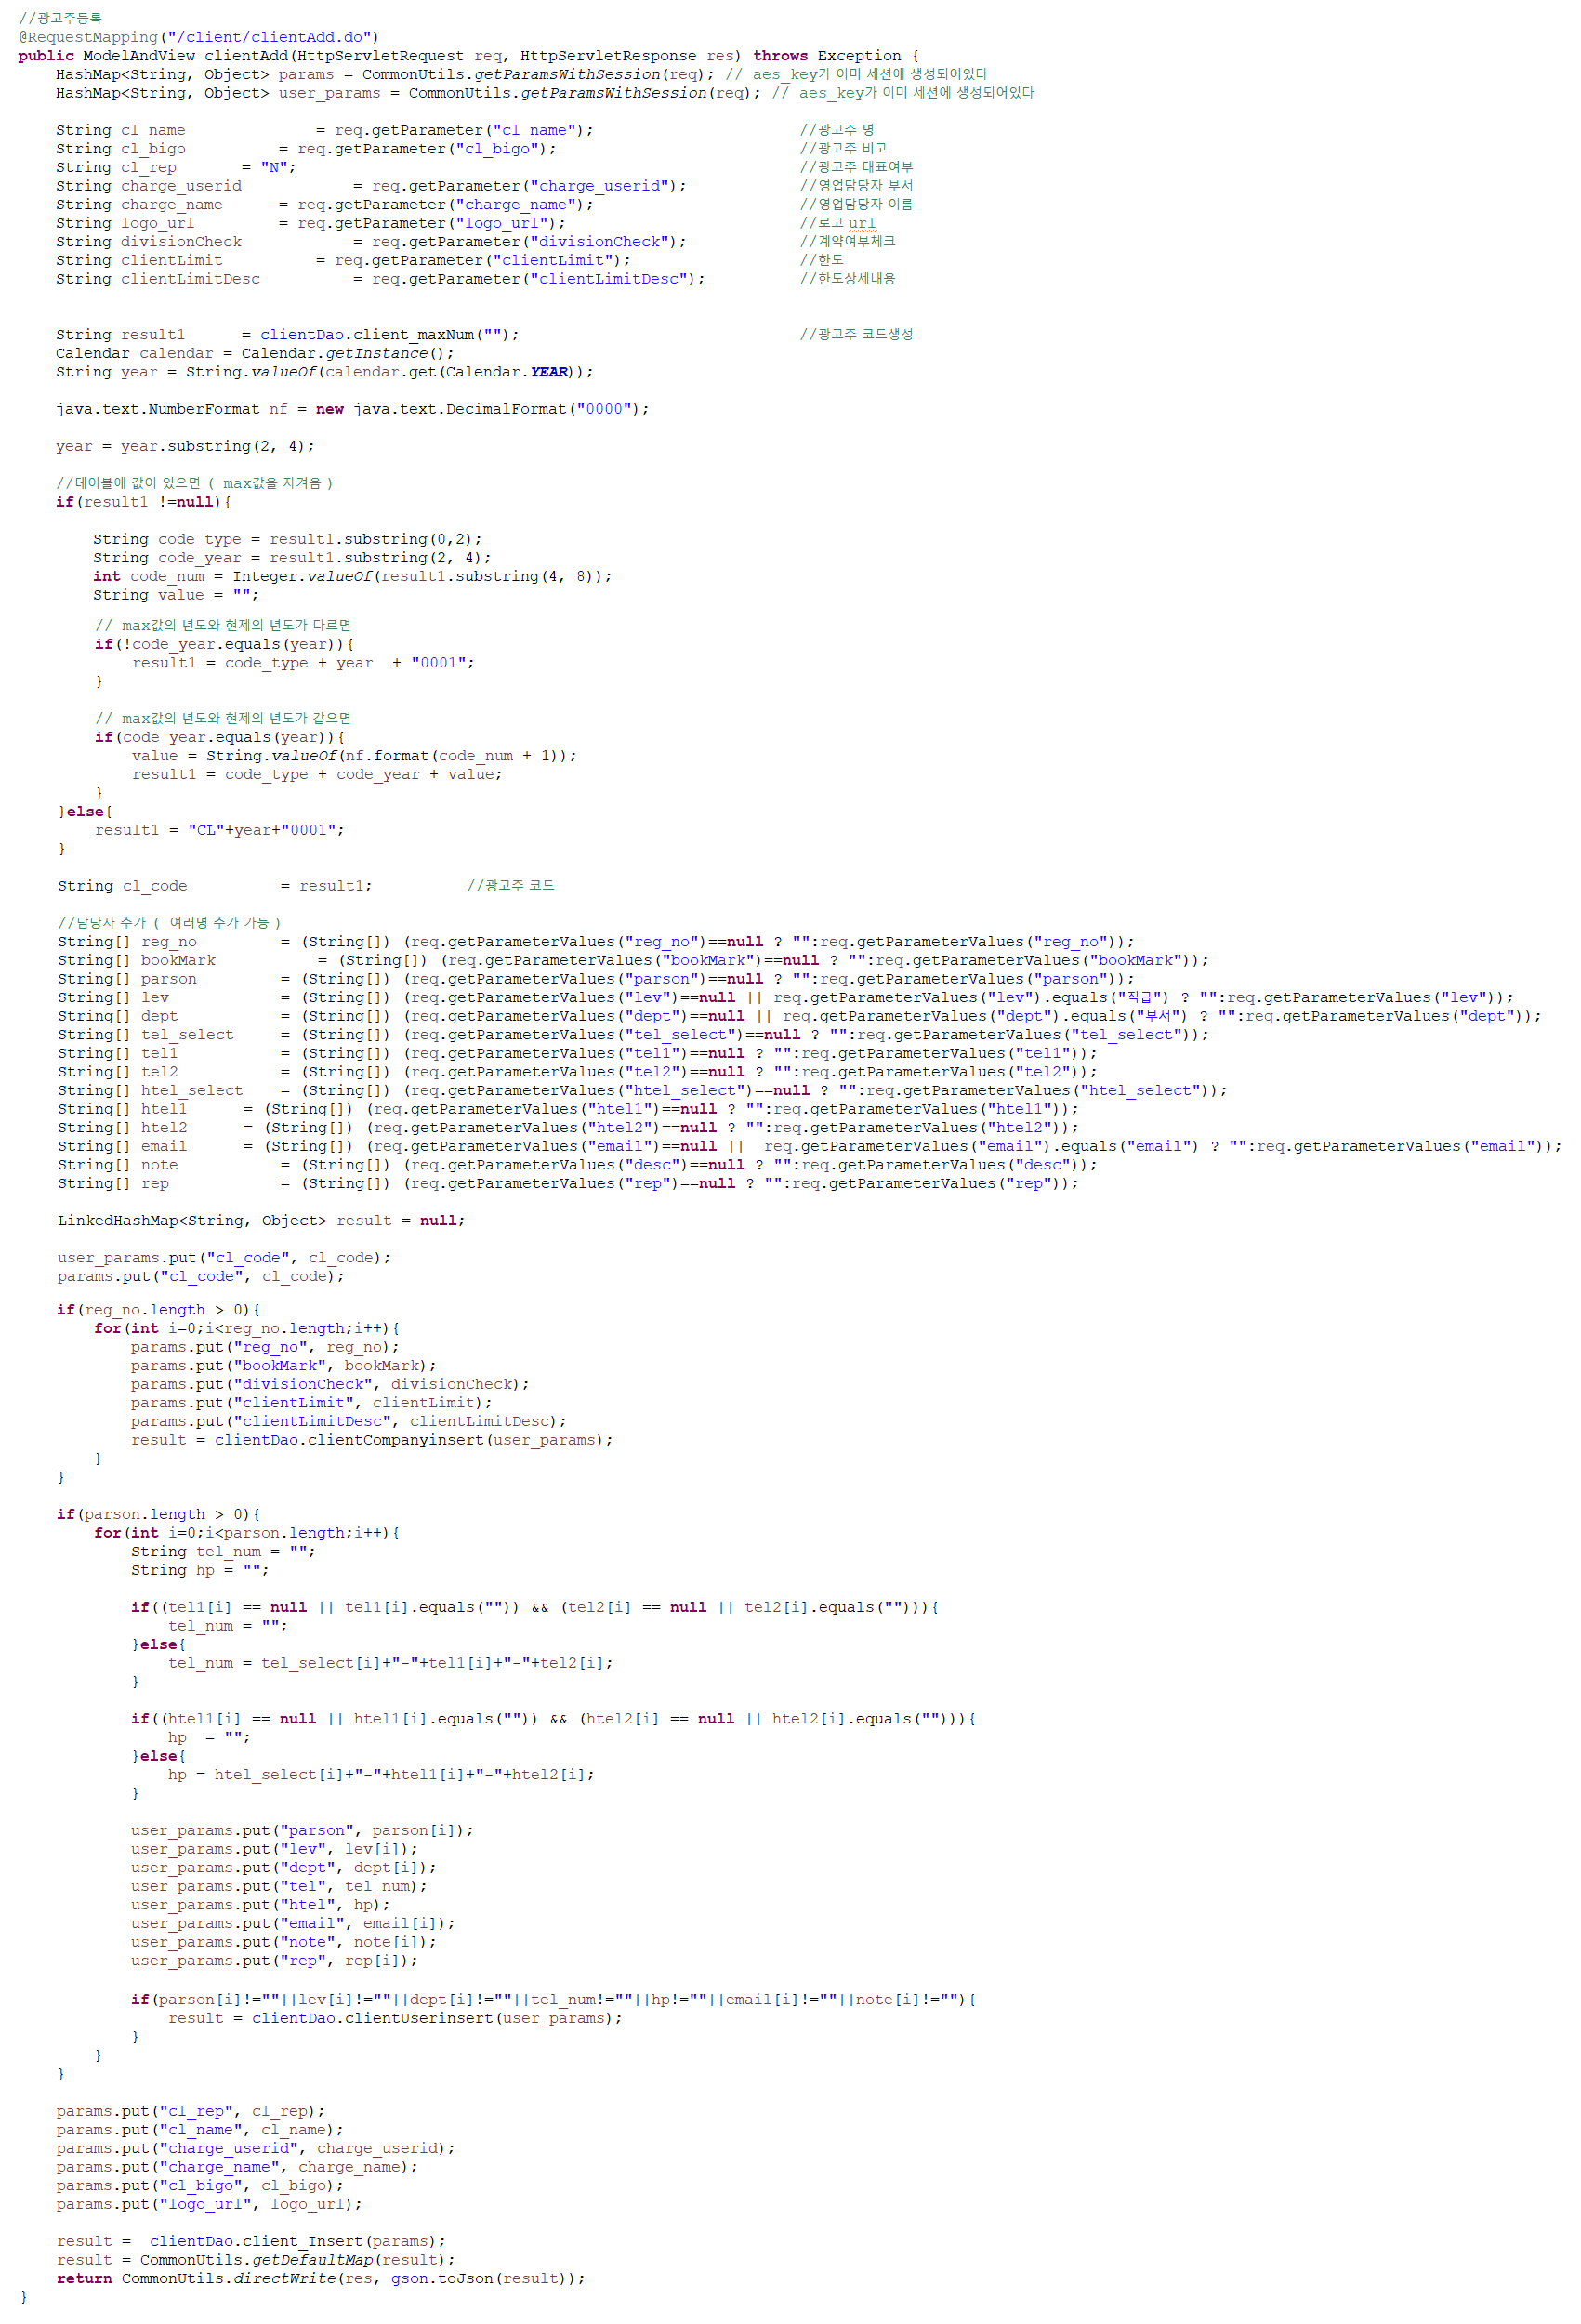 //광고주등록
@RequestMapping("/client/clientAdd.do")
public ModelAndView clientAdd(HttpServletRequest req, HttpServletResponse res) throws Exception {
    HashMap<String, Object> params = CommonUtils.getParamsWithSession(req); // aes_key가 이미 세션에 생성되어있다
    HashMap<String, Object> user_params = CommonUtils.getParamsWithSession(req); // aes_key가 이미 세션에 생성되어있다

    String cl_name = req.getParameter("cl_name"); //광고주 명
    String cl_bigo = req.getParameter("cl_bigo"); //광고주 비고
    String cl_rep = "N"; //광고주 대표여부
    String charge_userid = req.getParameter("charge_userid"); //영업담당자 부서
    String charge_name = req.getParameter("charge_name"); //영업담당자 이름
    String logo_url = req.getParameter("logo_url"); //로고 url
    String divisionCheck = req.getParameter("divisionCheck"); //계약여부체크
    String clientLimit = req.getParameter("clientLimit"); //한도
    String clientLimitDesc = req.getParameter("clientLimitDesc"); //한도상세내용

    String result1 = clientDao.client_maxNum(""); //광고주 코드생성
    Calendar calendar = Calendar.getInstance();
    String year = String.valueOf(calendar.get(Calendar.YEAR));

    java.text.NumberFormat nf = new java.text.DecimalFormat("0000");

    year = year.substring(2, 4);

    //테이블에 값이 있으면 ( max값을 자겨옴 )
    if(result1 !=null){

        String code_type = result1.substring(0,2);
        String code_year = result1.substring(2, 4);
        int code_num = Integer.valueOf(result1.substring(4, 8));
        String value = "";

        // max값의 년도와 현제의 년도가 다르면
        if(!code_year.equals(year)){
            result1 = code_type + year  + "0001";
        }

        // max값의 년도와 현제의 년도가 같으면
        if(code_year.equals(year)){
            value = String.valueOf(nf.format(code_num + 1));
            result1 = code_type + code_year + value;
        }
    }else{
        result1 = "CL"+year+"0001";
    }

    String cl_code = result1; //광고주 코드

    //담당자 추가 ( 여러명 추가 가능 )
    String[] reg_no = (String[]) (req.getParameterValues("reg_no")==null ? "":req.getParameterValues("reg_no"));
    String[] bookMark = (String[]) (req.getParameterValues("bookMark")==null ? "":req.getParameterValues("bookMark"));
    String[] parson = (String[]) (req.getParameterValues("parson")==null ? "":req.getParameterValues("parson"));
    String[] lev = (String[]) (req.getParameterValues("lev")==null || req.getParameterValues("lev").equals("직급") ? "":req.getParameterValues("lev"));
    String[] dept = (String[]) (req.getParameterValues("dept")==null || req.getParameterValues("dept").equals("부서") ? "":req.getParameterValues("dept"));
    String[] tel_select = (String[]) (req.getParameterValues("tel_select")==null ? "":req.getParameterValues("tel_select"));
    String[] tel1 = (String[]) (req.getParameterValues("tel1")==null ? "":req.getParameterValues("tel1"));
    String[] tel2 = (String[]) (req.getParameterValues("tel2")==null ? "":req.getParameterValues("tel2"));
    String[] htel_select = (String[]) (req.getParameterValues("htel_select")==null ? "":req.getParameterValues("htel_select"));
    String[] htel1 = (String[]) (req.getParameterValues("htel1")==null ? "":req.getParameterValues("htel1"));
    String[] htel2 = (String[]) (req.getParameterValues("htel2")==null ? "":req.getParameterValues("htel2"));
    String[] email = (String[]) (req.getParameterValues("email")==null ||  req.getParameterValues("email").equals("email") ? "":req.getParameterValues("email"));
    String[] note = (String[]) (req.getParameterValues("desc")==null ? "":req.getParameterValues("desc"));
    String[] rep = (String[]) (req.getParameterValues("rep")==null ? "":req.getParameterValues("rep"));

    LinkedHashMap<String, Object> result = null;

    user_params.put("cl_code", cl_code);
    params.put("cl_code", cl_code);

    if(reg_no.length > 0){
        for(int i=0;i<reg_no.length;i++){
            params.put("reg_no", reg_no);
            params.put("bookMark", bookMark);
            params.put("divisionCheck", divisionCheck);
            params.put("clientLimit", clientLimit);
            params.put("clientLimitDesc", clientLimitDesc);
            result = clientDao.clientCompanyinsert(user_params);
        }
    }

    if(parson.length > 0){
        for(int i=0;i<parson.length;i++){
            String tel_num = "";
            String hp = "";

            if((tel1[i] == null || tel1[i].equals("")) && (tel2[i] == null || tel2[i].equals(""))){
                tel_num = "";
            }else{
                tel_num = tel_select[i]+"-"+tel1[i]+"-"+tel2[i];
            }

            if((htel1[i] == null || htel1[i].equals("")) && (htel2[i] == null || htel2[i].equals(""))){
                hp  = "";
            }else{
                hp = htel_select[i]+"-"+htel1[i]+"-"+htel2[i];
            }

            user_params.put("parson", parson[i]);
            user_params.put("lev", lev[i]);
            user_params.put("dept", dept[i]);
            user_params.put("tel", tel_num);
            user_params.put("htel", hp);
            user_params.put("email", email[i]);
            user_params.put("note", note[i]);
            user_params.put("rep", rep[i]);

            if(parson[i]!=""||lev[i]!=""||dept[i]!=""||tel_num!=""||hp!=""||email[i]!=""||note[i]!=""){
                result = clientDao.clientUserinsert(user_params);
            }
        }
    }

    params.put("cl_rep", cl_rep);
    params.put("cl_name", cl_name);
    params.put("charge_userid", charge_userid);
    params.put("charge_name", charge_name);
    params.put("cl_bigo", cl_bigo);
    params.put("logo_url", logo_url);

    result =  clientDao.client_Insert(params);
    result = CommonUtils.getDefaultMap(result);
    return CommonUtils.directWrite(res, gson.toJson(result));
}